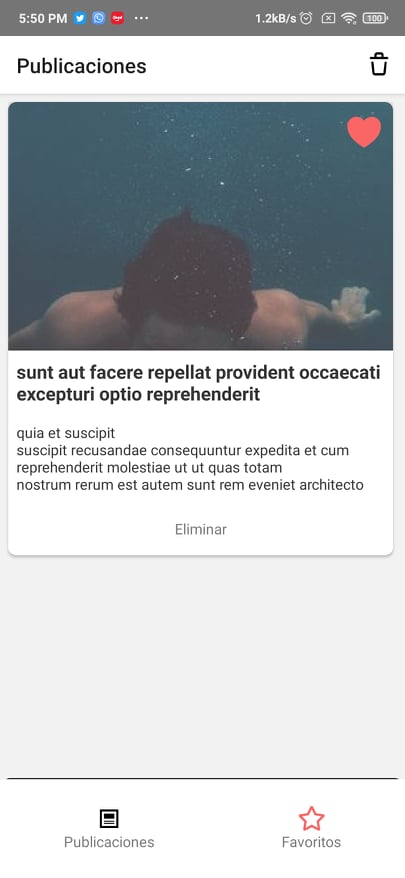 5:50 PM
1.2kB/s
100
Publicaciones
sunt aut facere repellat provident occaecati
excepturi optio reprehenderit
quia et suscipit
suscipit recusandae consequuntur expedita et cum
reprehenderit molestiae ut ut quas totam
nostrum rerum est autem sunt rem eveniet architecto
Eliminar
Publicaciones
Favoritos